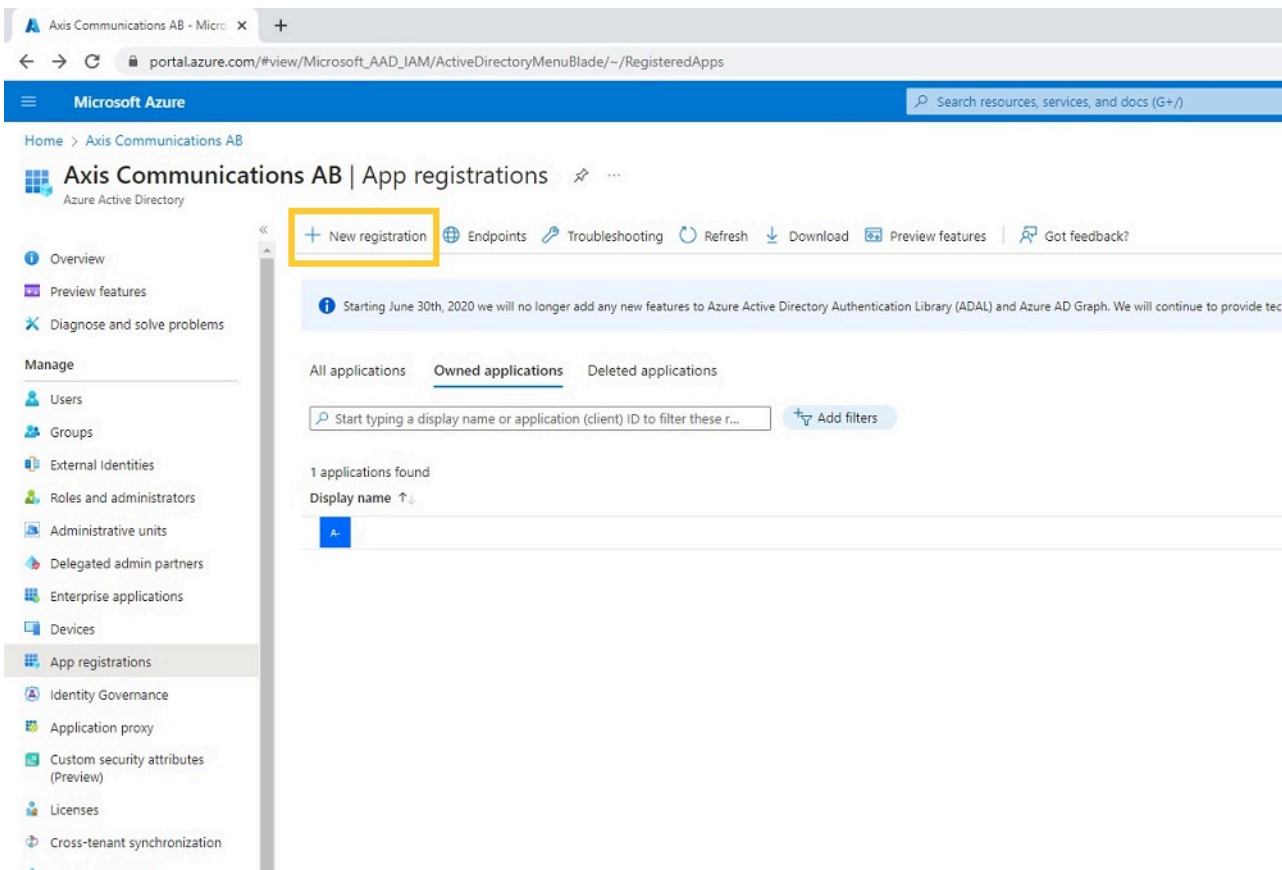 Axis Communications AB - Micro
portal.azure.com/#view/Microsoft_AAD_IAM/ActiveDirectoryMenuBlade/~/RegisteredApps
Microsoft Azure
Search resources, services, and docs (G+/)
Home > Axis Communications AB
Axis Communications AB | App registrations
Azure Active Directory
New registration Endpoints Troubleshooting Refresh Download Preview features Got feedback?
Overview
Preview features
Diagnose and solve problems
Manage
Users
Groups
External Identities
Roles and administrators
Administrative units
Delegated admin partners
Enterprise applications
Devices
App registrations
Identity Governance
Application proxy
Custom security attributes
(Preview)
Licenses
Cross-tenant synchronization
Starting June 30th, 2020 we will no longer add any new features to Azure Active Directory Authentication Library (ADAL) and Azure AD Graph. We will continue to provide tec
All applications Owned applications Deleted applications
Start typing a display name or application (client) ID to filter these r...
Add filters
1 applications found
Display name
A-